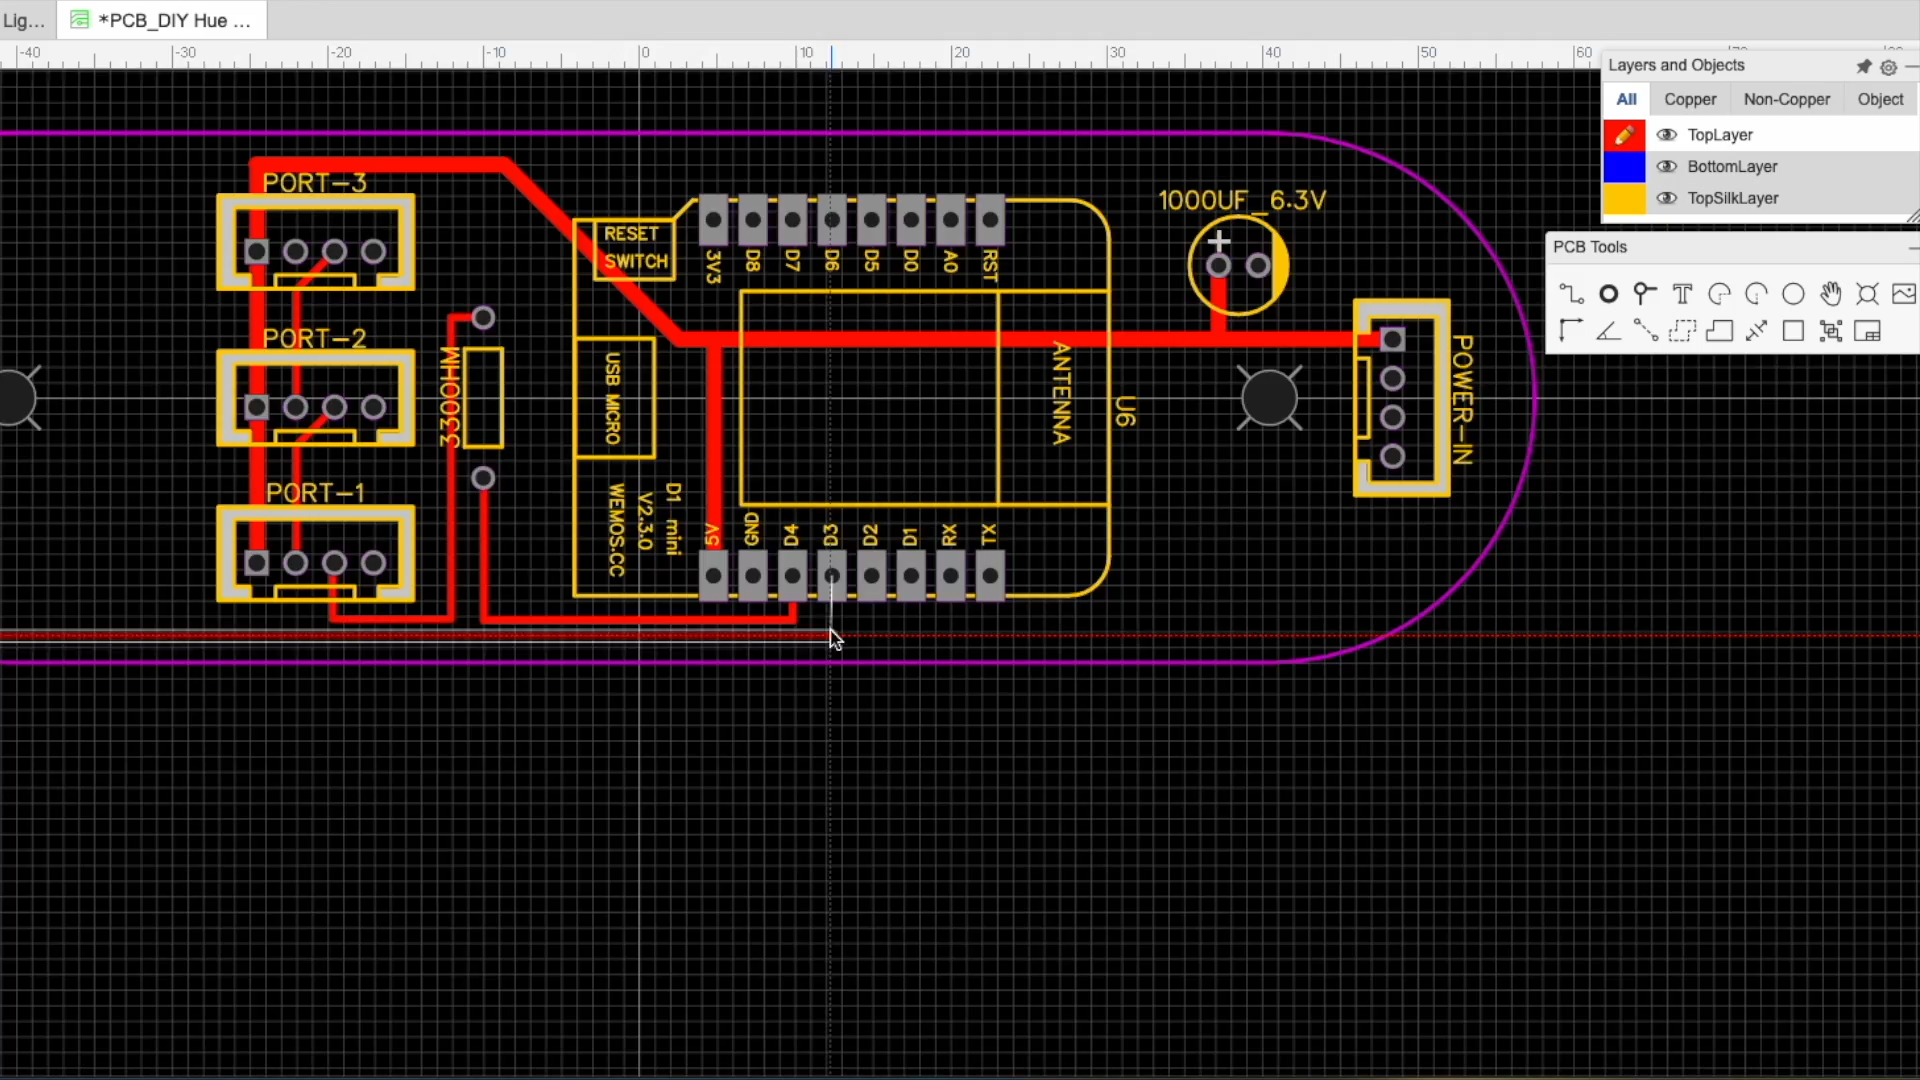 Lig...
*PCB_DIY Hue ...
-40
-30
-20
-10
0
10
20
30
40
50
60
Layers and Objects
All
Copper
Non-Copper
Object
TopLayer
BottomLayer
TopSilkLayer
PCB Tools
T
PORT-3
PORT-2
PORT-1
330OHM
RESET
SWITCH
USB MICRO
D1 mini
V2.3.0
WEMOS.CC
3V3
D8
D7
D6
D5
D0
A0
RST
ANTENNA
U6
5V
GND
D4
D3
D2
D1
RX
TX
1000UF_6.3V
+
POWER-IN